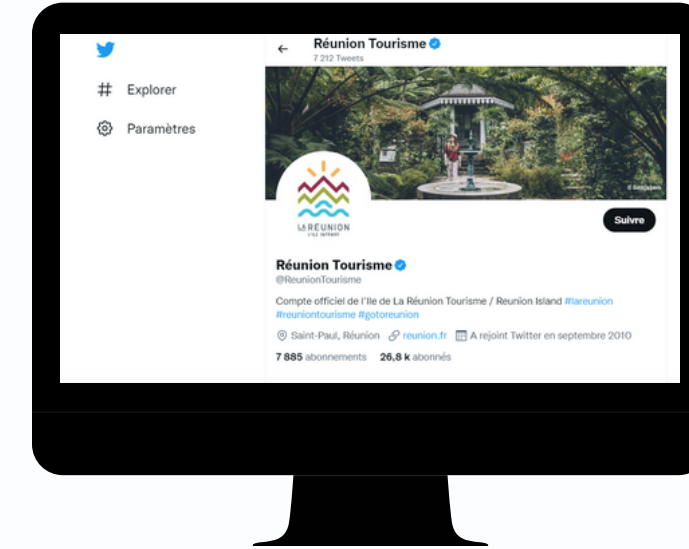 Réunion Tourisme
7 212 Tweets
Explorer
Paramètres
LA RÉUNION
Suivre
Réunion Tourisme
@ReunionTourisme
Compte officiel de l'Ile de La Réunion Tourisme / Reunion Island #lareunion
#reuniontourisme #gotoreunion
Saint-Paul, Réunion reunion.fr A rejoint Twitter en septembre 2010
7 885 abonnements 26,8 k abonnés